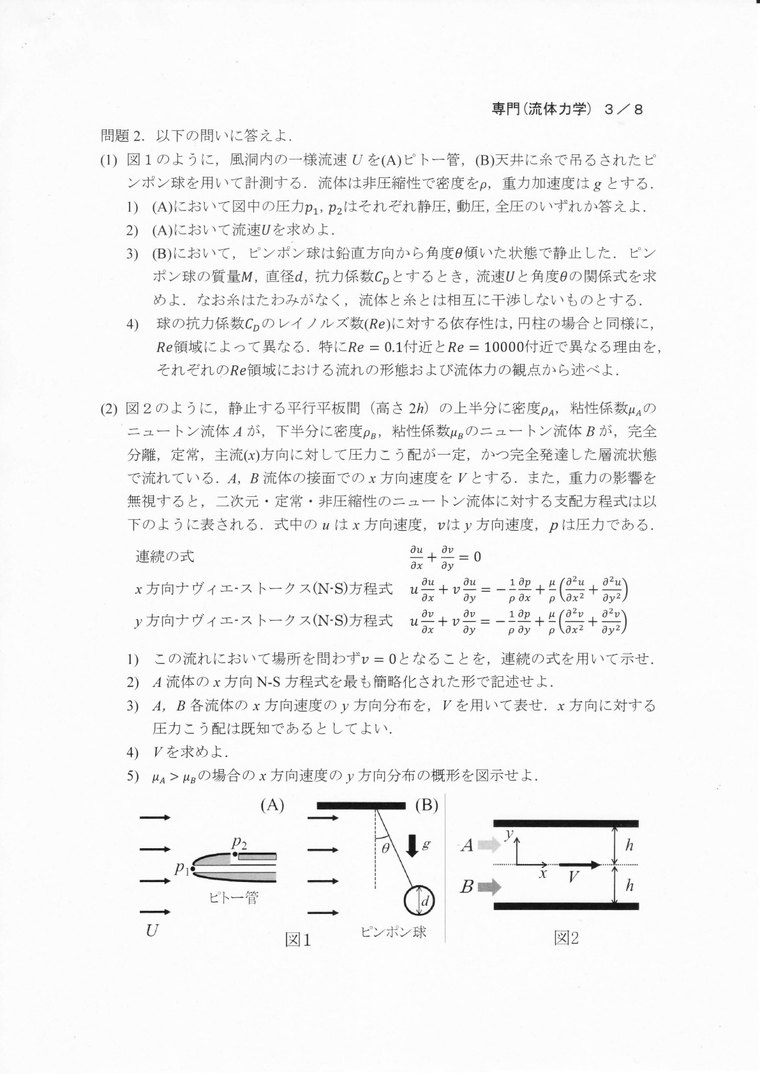 専門(流体力学) 3/8
問題 2. 以下の問いに答えよ.
(1) 図1のように, 風洞内の一様流速 U を(A)ピトー管, (B)天井に糸で吊るされたピ
ンポン球を用いて計測する. 流体は非圧縮性で密度をρ, 重力加速度は g とする.
1) (A)において図中の圧力p₁, p₂はそれぞれ静圧, 動圧, 全圧のいずれか答えよ.
2) (A)において流速Uを求めよ.
3) (B)において, ピンポン球は鉛直方向から角度θ傾いた状態で静止した. ピン
ポン球の質量M, 直径d, 抗力係数C_Dとするとき, 流速Uと角度θの関係式を求
めよ. なお糸はたわみがなく, 流体と糸とは相互に干渉しないものとする.
4) 球の抗力係数C_Dのレイノルズ数(Re)に対する依存性は, 円柱の場合と同様に,
Re領域によって異なる. 特にRe = 0.1付近とRe = 10000付近で異なる理由を,
それぞれのRe領域における流れの形態および流体力の観点から述べよ.
(2) 図2のように, 静止する平行平板間 (高さ 2h) の上半分に密度ρ_A, 粘性係数μ_Aの
ニュートン流体 A が, 下半分に密度ρ_B, 粘性係数μ_Bのニュートン流体 B が, 完全
分離, 定常, 主流(x)方向に対して圧力こう配が一定, かつ完全発達した層流状態
で流れている. A, B 流体の接面での x 方向速度を V とする. また, 重力の影響を
無視すると, 二次元・定常・非圧縮性のニュートン流体に対する支配方程式は以
下のように表される. 式中の u は x 方向速度, vは y 方向速度, p は圧力である.
連続の式 ∂u/∂x + ∂v/∂y = 0
x 方向ナヴィエ-ストークス(N-S)方程式 u ∂u/∂x + v ∂u/∂y = − 1/ρ ∂p/∂x + μ/ρ (∂²u/∂x² + ∂²u/∂y²)
y 方向ナヴィエ-ストークス(N-S)方程式 u ∂v/∂x + v ∂v/∂y = − 1/ρ ∂p/∂y + μ/ρ (∂²v/∂x² + ∂²v/∂y²)
1) この流れにおいて場所を問わずv = 0となることを, 連続の式を用いて示せ.
2) A 流体の x 方向 N-S 方程式を最も簡略化された形で記述せよ.
3) A, B 各流体の x 方向速度の y 方向分布を, V を用いて表せ. x 方向に対する
圧力こう配は既知であるとしてよい.
4) V を求めよ.
5) μ_A > μ_Bの場合の x 方向速度の y 方向分布の概形を図示せよ.
(A)
p₂
p₁
ピトー管
U
(B)
θ
g
d
ピンポン球
図1
A
B
y
x
V
h
h
図2